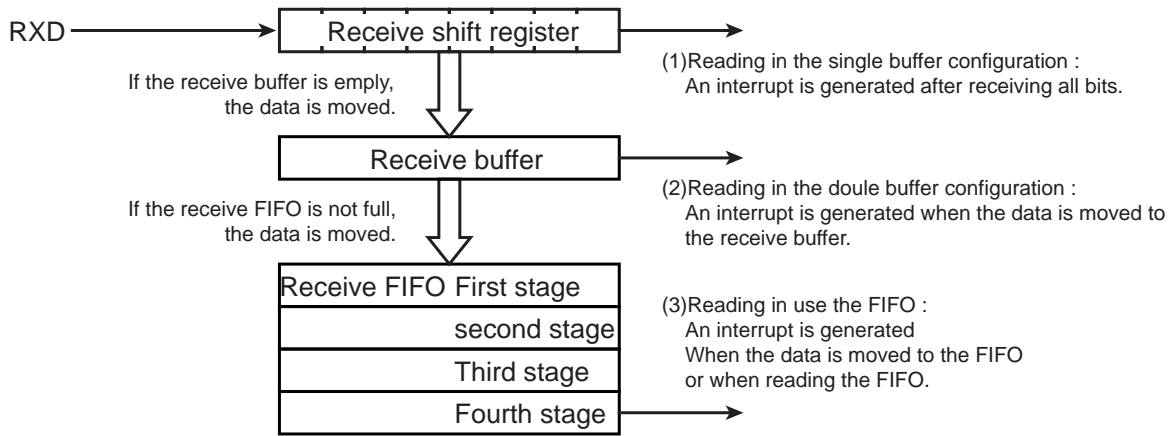 RXD
Receive shift register
(1)Reading in the single buffer configuration :
An interrupt is generated after receiving all bits.
If the receive buffer is emply,
the data is moved.
Receive buffer
(2)Reading in the doule buffer configuration :
An interrupt is generated when the data is moved to
the receive buffer.
If the receive FIFO is not full,
the data is moved.
Receive FIFO First stage
second stage
Third stage
Fourth stage
(3)Reading in use the FIFO :
An interrupt is generated
When the data is moved to the FIFO
or when reading the FIFO.